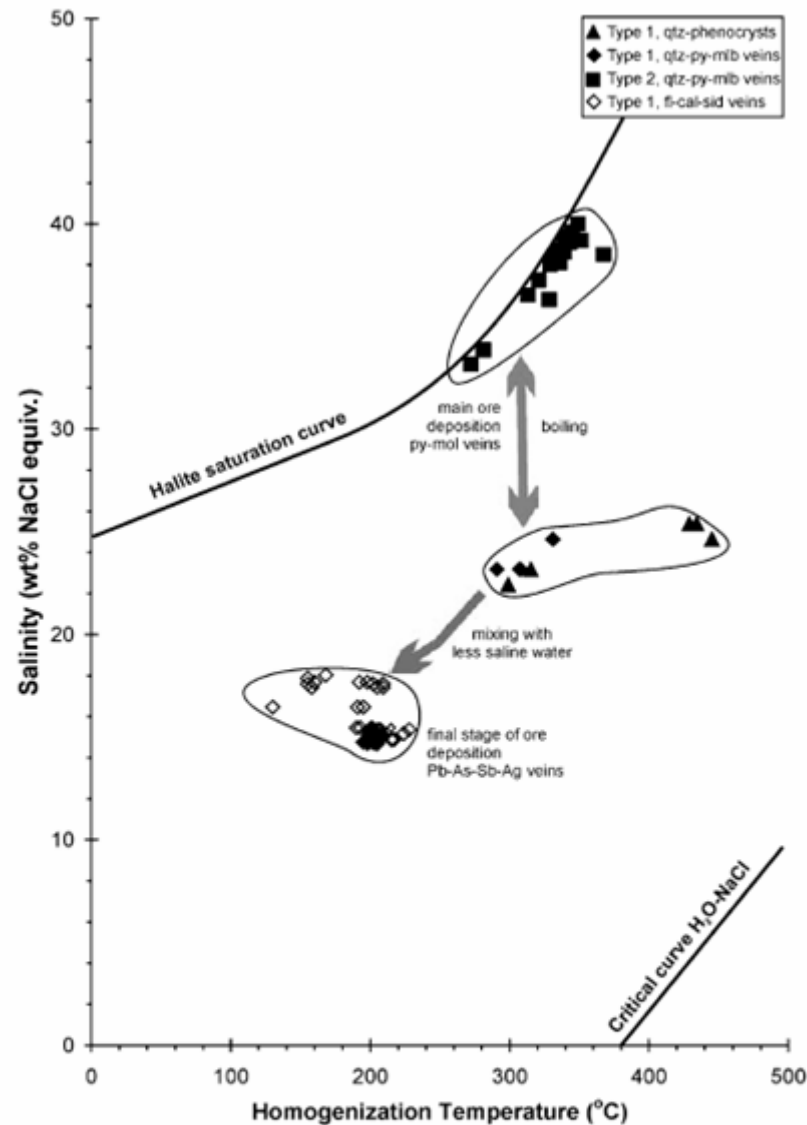 50
Type 1, qtz-phenocrysts
Type 1, qtz-py-mlb veins
Type 2, qtz-py-mlb veins
Type 1, fl-cal-sid veins
40
Halite saturation curve
main ore
deposition
py-mol veins
boiling
30
Salinity (wt% NaCl equiv.)
20
mixing with
less saline water
final stage of ore
deposition
Pb-As-Sb-Ag veins
10
Critical curve H₂O-NaCl
0
0 100 200 300 400 500
Homogenization Temperature (°C)